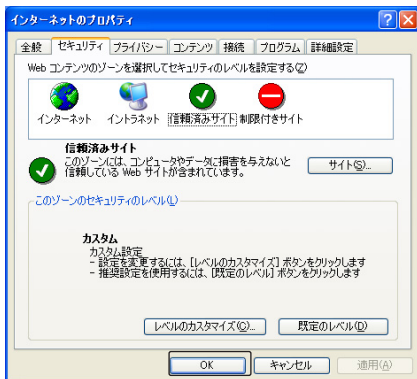 インターネットのプロパティ
全般 セキュリティ プライバシー コンテンツ 接続 プログラム 詳細設定
Web コンテンツのゾーンを選択してセキュリティのレベルを設定する(Z)
インターネット イントラネット 信頼済みサイト 制限付きサイト
信頼済みサイト
このゾーンには、コンピュータやデータに損害を与えないと
信頼している Web サイトが含まれています。
サイト(S)...
このゾーンのセキュリティのレベル(L)
カスタム
カスタム設定
- 設定を変更するには、[レベルのカスタマイズ] ボタンをクリックします
- 推奨設定を使用するには、[既定のレベル] ボタンをクリックします
レベルのカスタマイズ(C)... 既定のレベル(D)
OK キャンセル 適用(A)